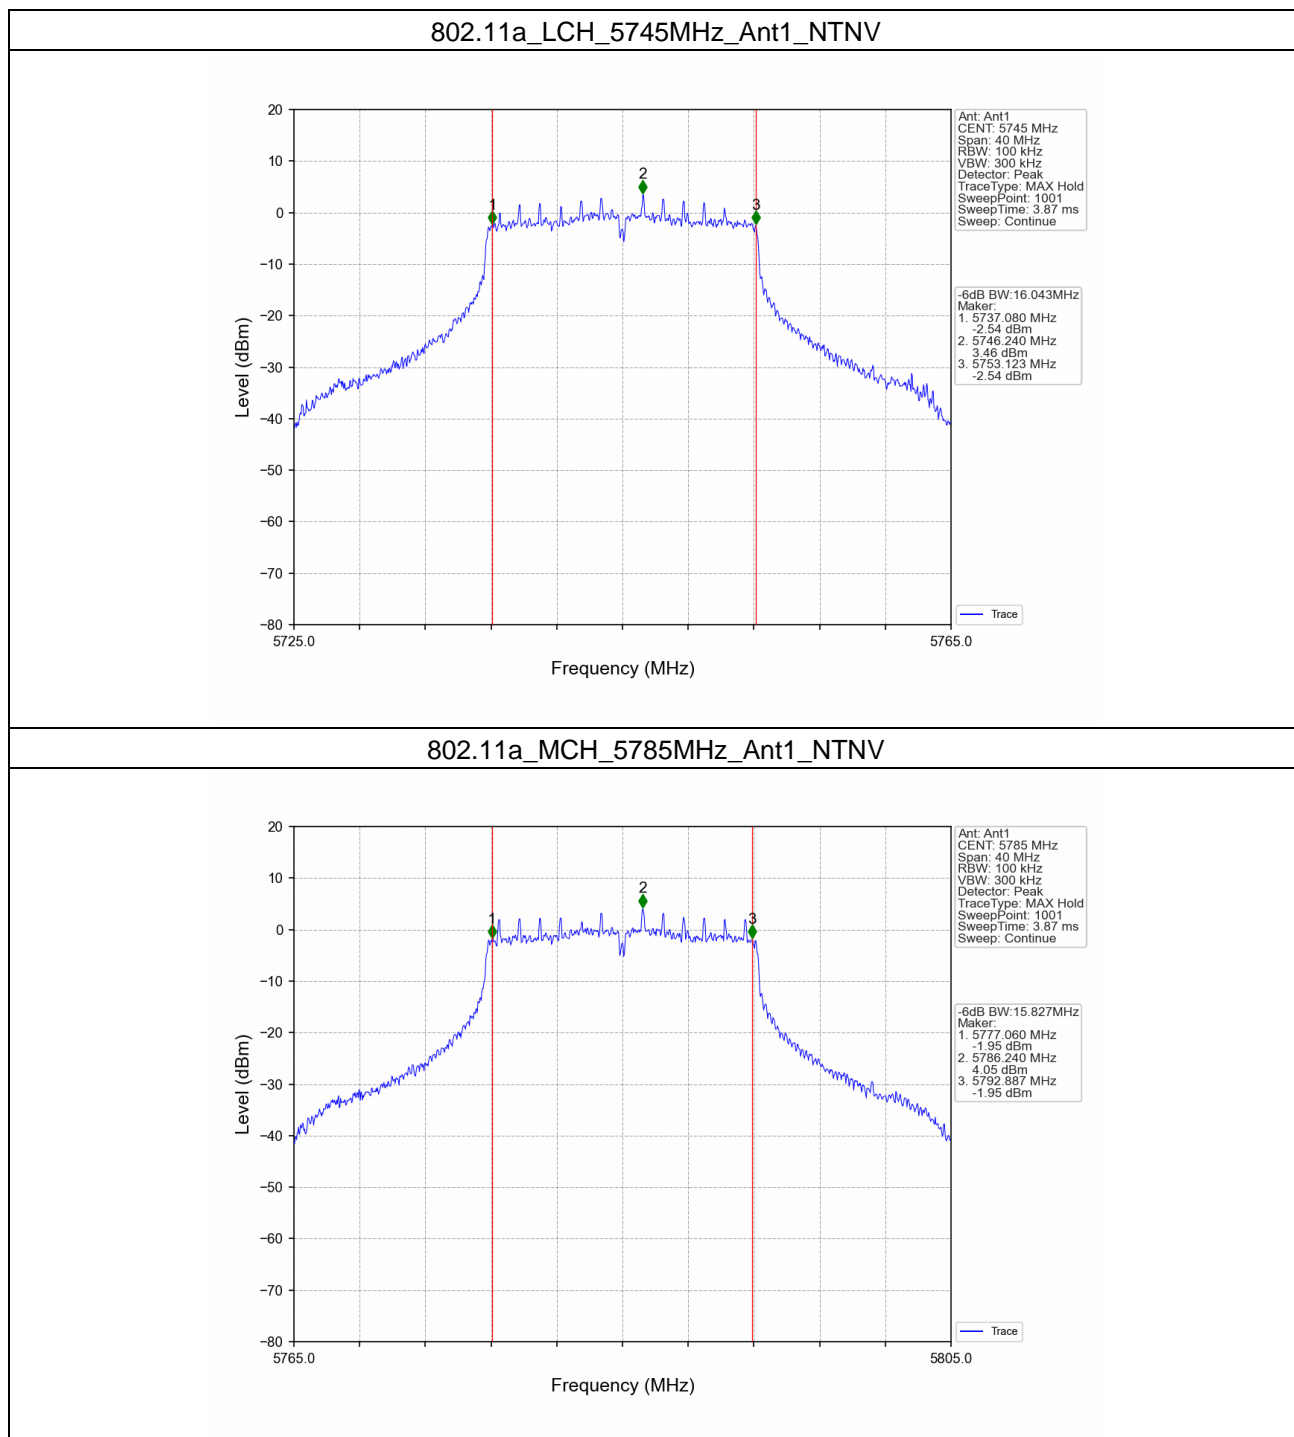 802.11a_LCH_5745MHz_Ant1_NTNV
20
10
0
−10
−20
−30
−40
−50
−60
−70
−80
Level (dBm)
1
2
3
5725.0
5765.0
Frequency (MHz)
Ant: Ant1
CENT: 5745 MHz
Span: 40 MHz
RBW: 100 kHz
VBW: 300 kHz
Detector: Peak
TraceType: MAX Hold
SweepPoint: 1001
SweepTime: 3.87 ms
Sweep: Continue
-6dB BW:16.043MHz
Maker:
1. 5737.080 MHz
-2.54 dBm
2. 5746.240 MHz
3.46 dBm
3. 5753.123 MHz
-2.54 dBm
Trace
802.11a_MCH_5785MHz_Ant1_NTNV
20
10
0
−10
−20
−30
−40
−50
−60
−70
−80
Level (dBm)
1
2
3
5765.0
5805.0
Frequency (MHz)
Ant: Ant1
CENT: 5785 MHz
Span: 40 MHz
RBW: 100 kHz
VBW: 300 kHz
Detector: Peak
TraceType: MAX Hold
SweepPoint: 1001
SweepTime: 3.87 ms
Sweep: Continue
-6dB BW:15.827MHz
Maker:
1. 5777.060 MHz
-1.95 dBm
2. 5786.240 MHz
4.05 dBm
3. 5792.887 MHz
-1.95 dBm
Trace